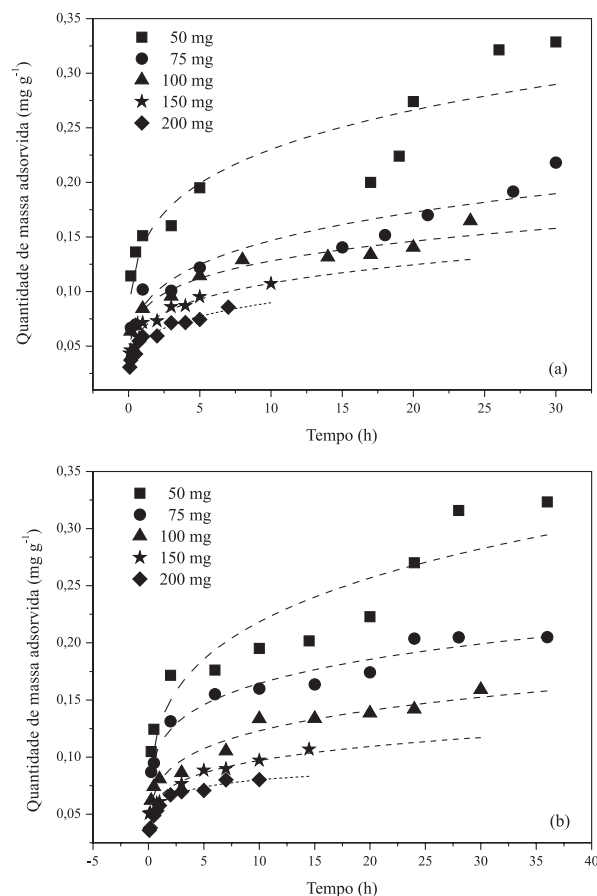 0,35
0,30
0,25
0,20
0,15
0,10
0,05
Quantidade de massa adsorvida (mg g⁻¹)
50 mg
75 mg
100 mg
150 mg
200 mg
(a)
0 5 10 15 20 25 30
Tempo (h)
0,35
0,30
0,25
0,20
0,15
0,10
0,05
Quantidade de massa adsorvida (mg g⁻¹)
50 mg
75 mg
100 mg
150 mg
200 mg
(b)
-5 0 5 10 15 20 25 30 35 40
Tempo (h)